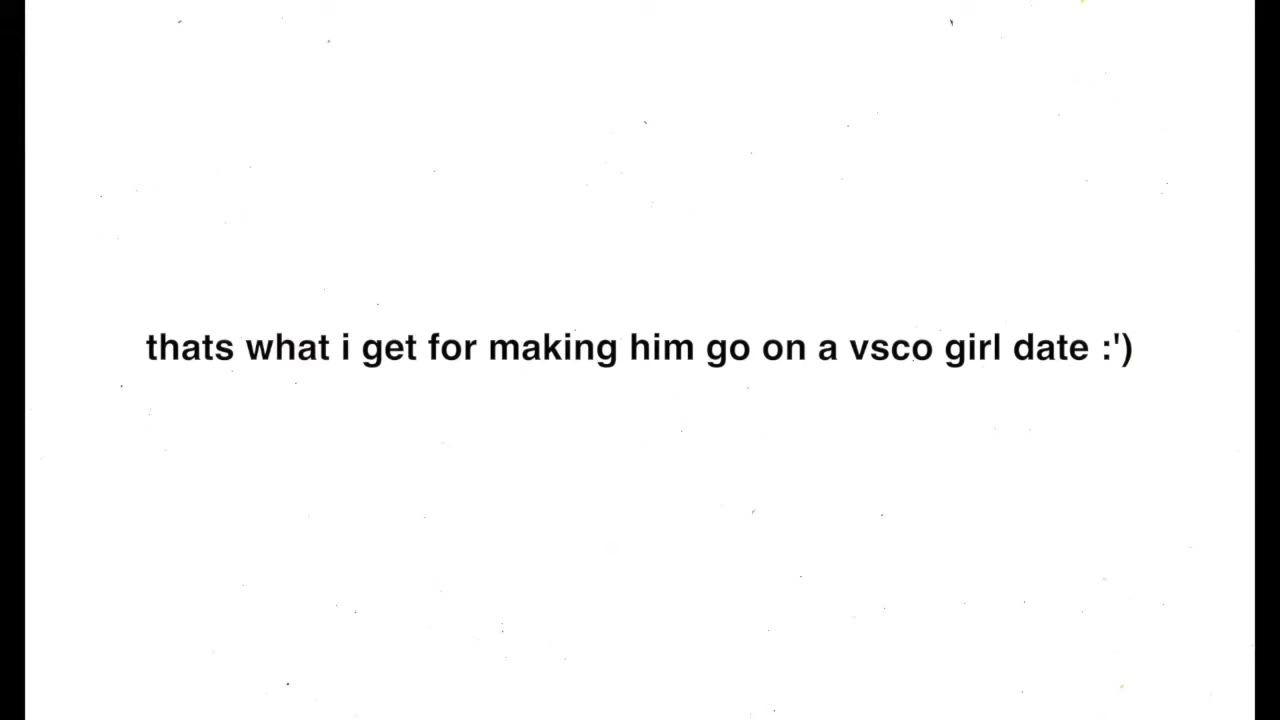 thats what i get for making him go on a vsco girl date :')